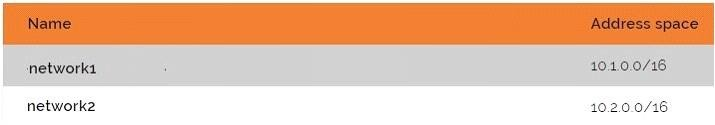 Name Address space
network1 10.1.0.0/16
network2 10.2.0.0/16